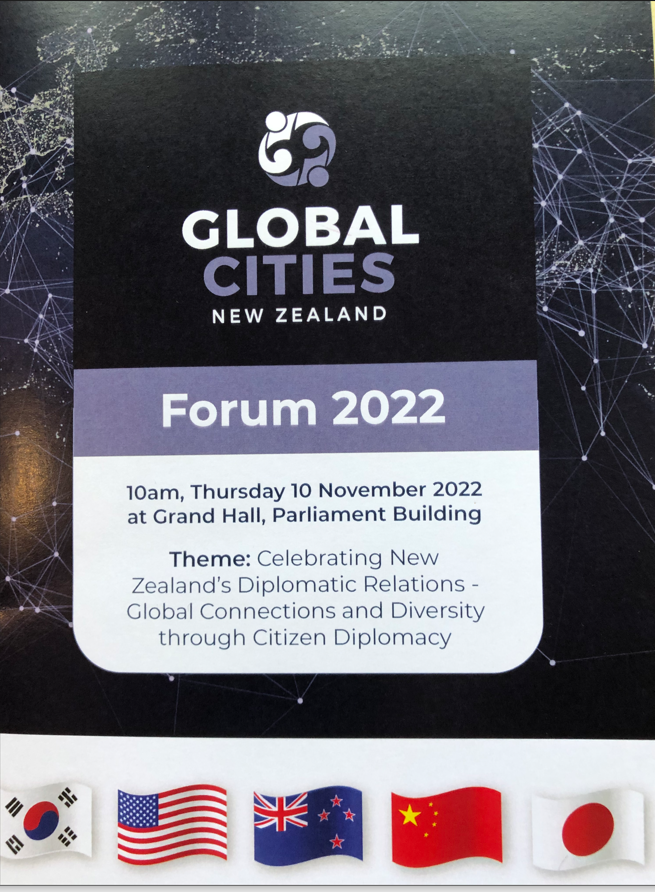 GLOBAL
CITIES
NEW ZEALAND
Forum 2022
10am, Thursday 10 November 2022
at Grand Hall, Parliament Building
Theme: Celebrating New
Zealand's Diplomatic Relations -
Global Connections and Diversity
through Citizen Diplomacy